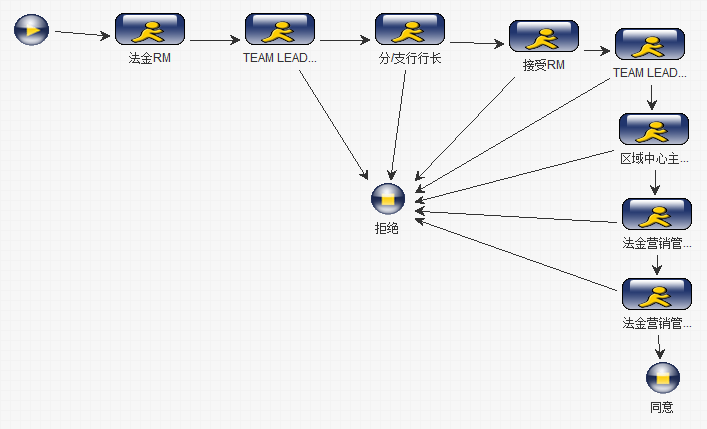 法金RM
TEAM LEAD...
分/支行行长
接受RM
TEAM LEAD...
区域中心主...
拒绝
法金营销管...
法金营销管...
同意